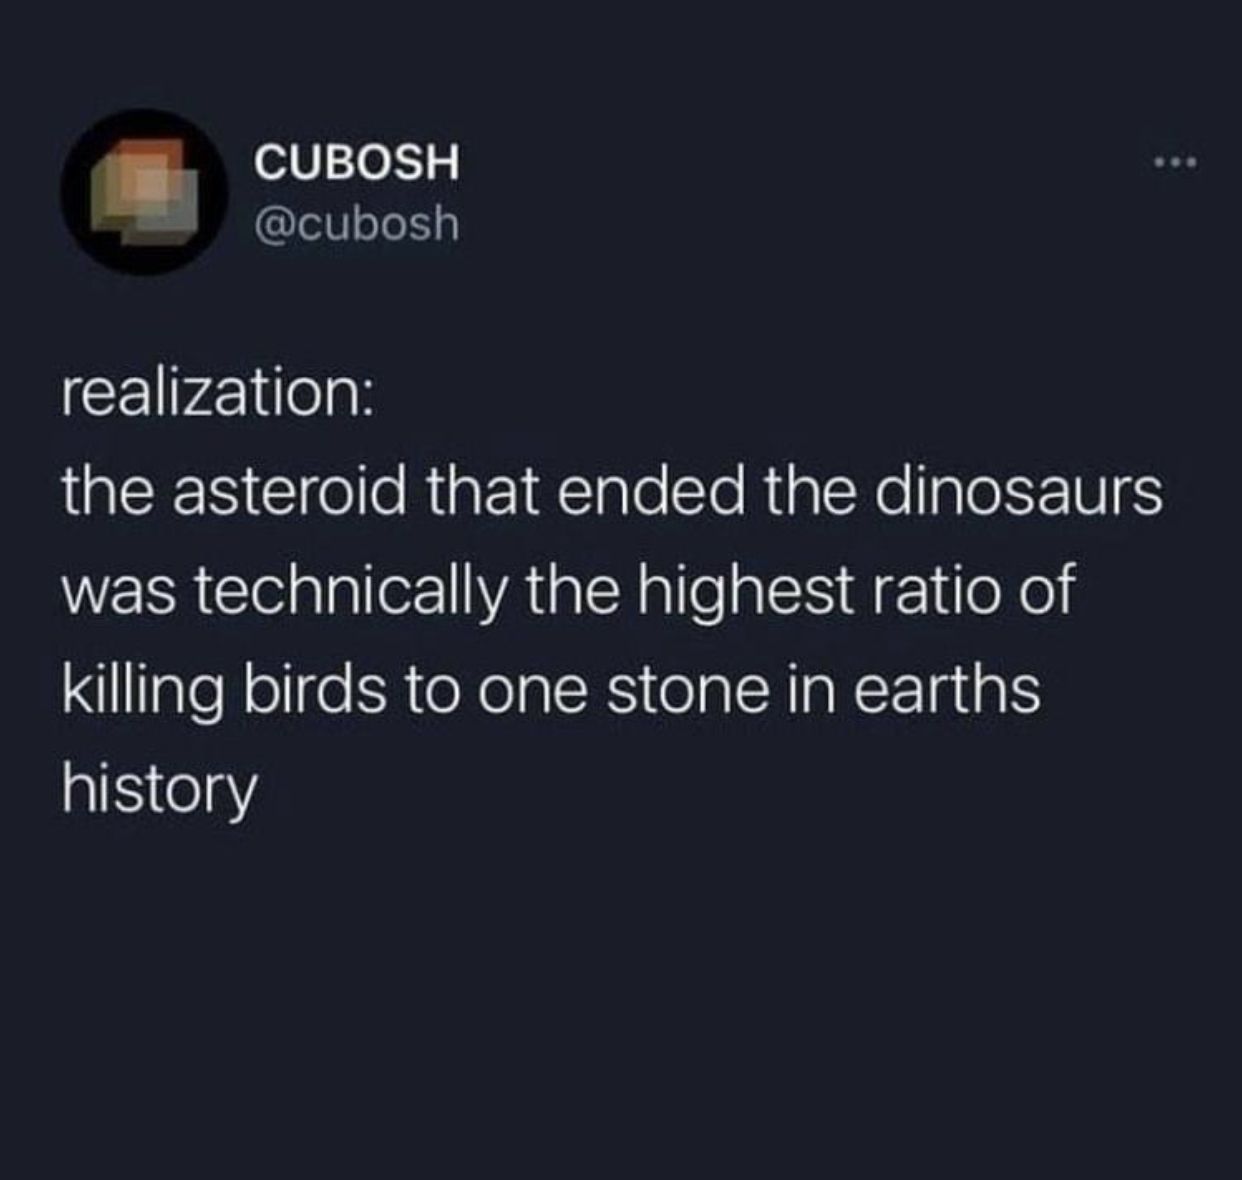 CUBOSH
@cubosh
realization:
the asteroid that ended the dinosaurs
was technically the highest ratio of
killing birds to one stone in earths
history